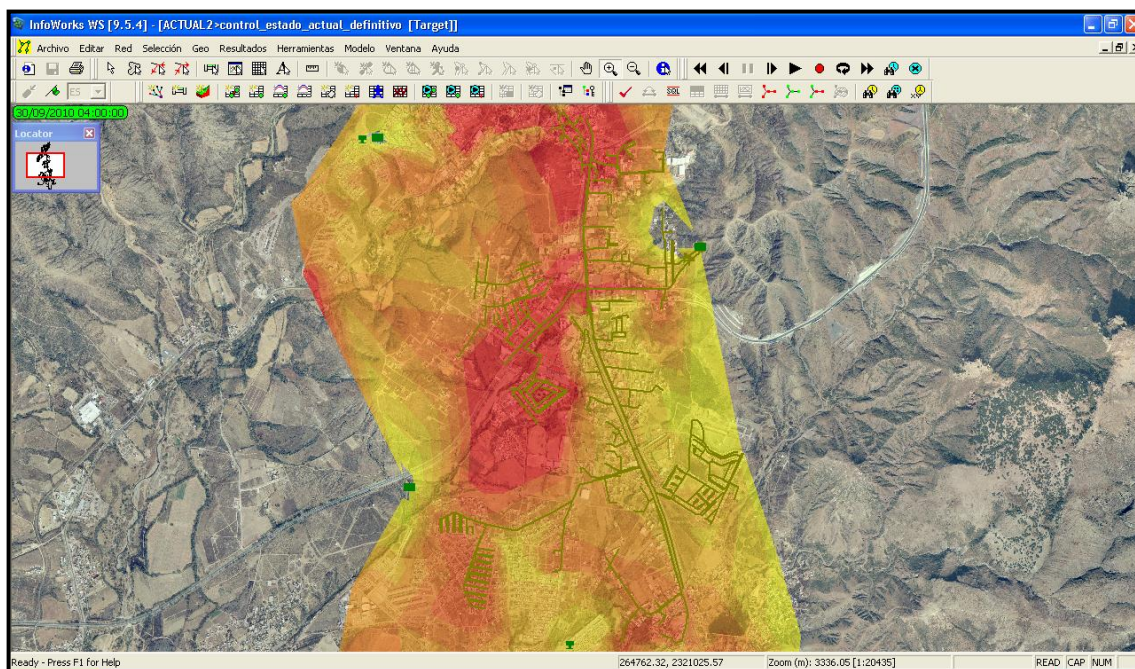 InfoWorks WS [9.5.4] - [ACTUAL2>control_estado_actual_definitivo [Target]]
Archivo Editar Red Selección Geo Resultados Herramientas Modelo Ventana Ayuda
ES
SQL
30/09/2010 04:00:00
Locator
Ready - Press F1 for Help
264762.32, 2321025.57
Zoom (m): 3336.05 [1:20435]
READ CAP NUM